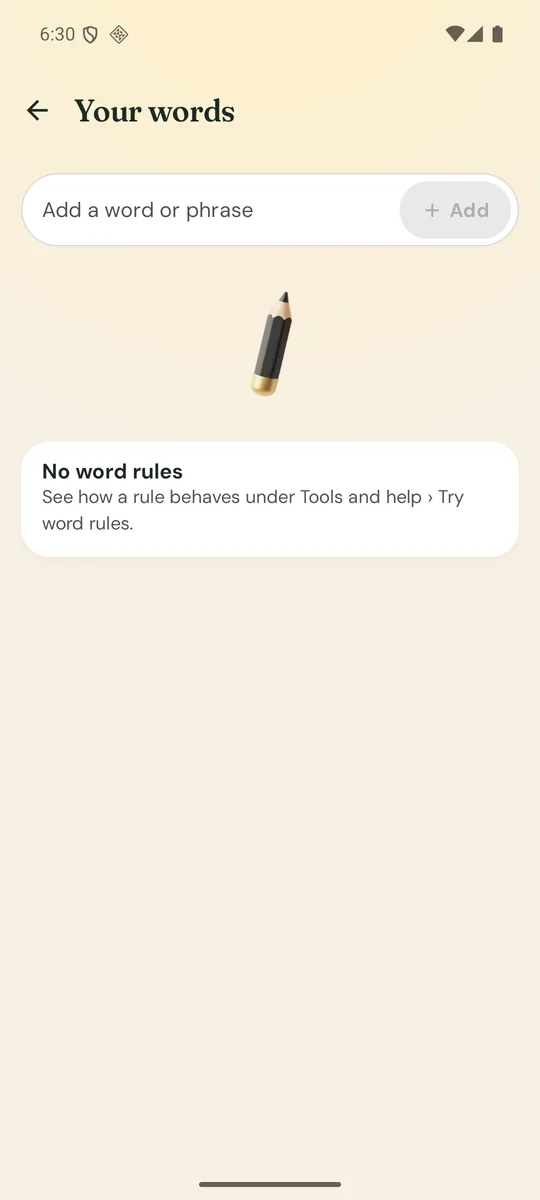 6:30
Your words
Add a word or phrase
+ Add
No word rules
See how a rule behaves under Tools and help › Try
word rules.